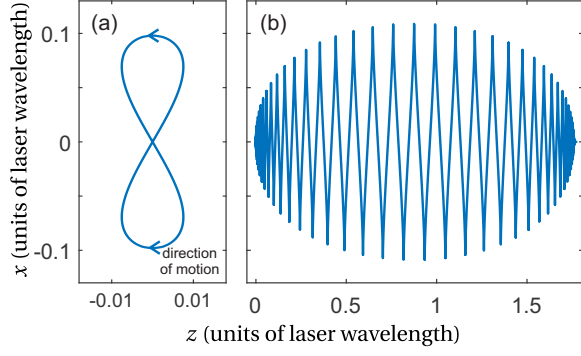 (a)
(b)
0.1
0
-0.1
x (units of laser wavelength)
direction
of motion
-0.01
0.01
0
0.5
1
1.5
z (units of laser wavelength)